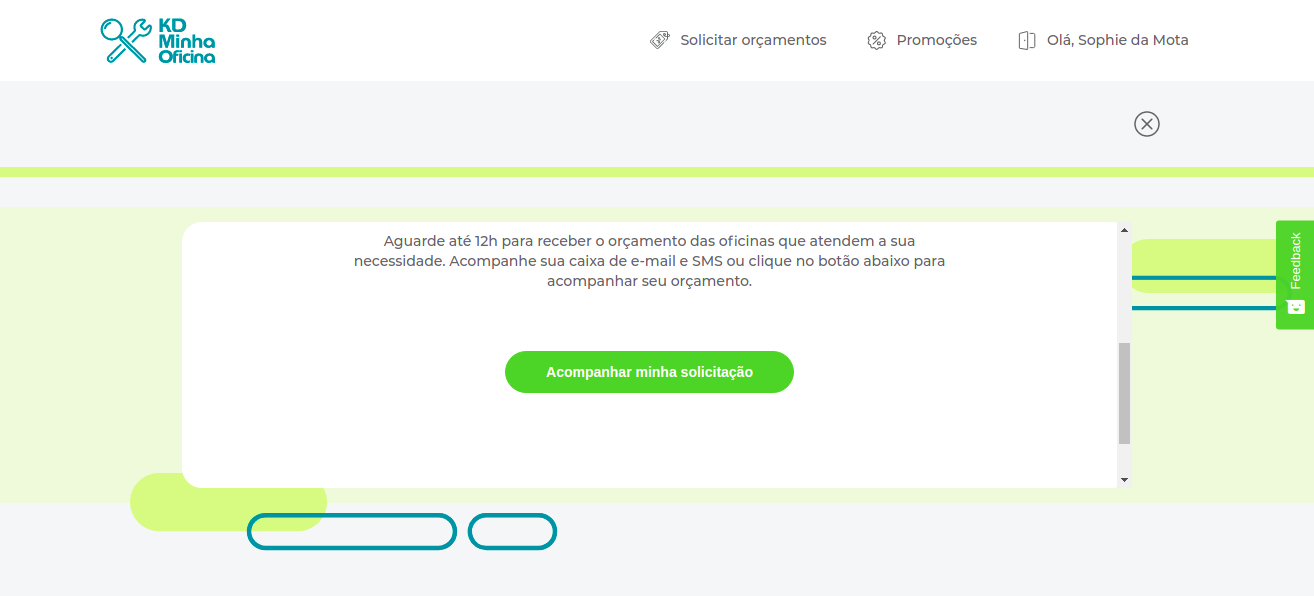 KD
Minha
Oficina
Solicitar orçamentos
Promoções
Olá, Sophie da Mota
Aguarde até 12h para receber o orçamento das oficinas que atendem a sua
necessidade. Acompanhe sua caixa de e-mail e SMS ou clique no botão abaixo para
acompanhar seu orçamento.
Acompanhar minha solicitação
Feedback